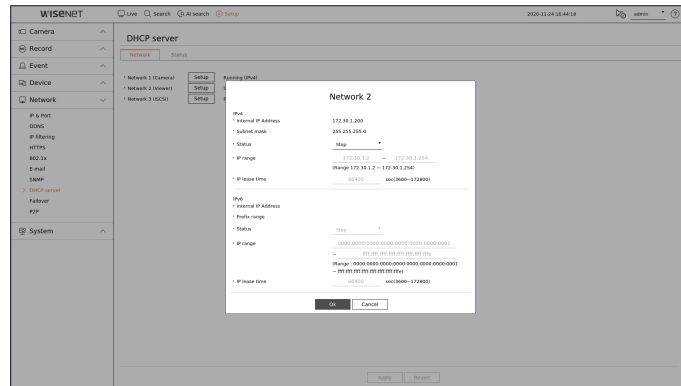 WISENET
Live Search AI search Setup 2020-11-24 16:44:18 admin
Camera
Record
Event
Device
Network
IP & Port
DDNS
IP filtering
HTTPS
802.1x
E-mail
SNMP
DHCP server
Failover
P2P
System
DHCP server
Network Status
Network 1 (Camera) Setup Running (IPv4)
Network 2 (Viewer) Setup
Network 3 (iSCSI) Setup
Network 2
IPv4
Internal IP Address 172.30.1.200
Subnet mask 255.255.255.0
Status Stop
IP range 172.30.1.2 ~ 172.30.1.254
(Range 172.30.1.2 ~ 172.30.1.254)
IP lease time 86400 sec(3600~172800)
IPv6
Internal IP Address
Prefix range
Status Stop
IP range 0000:0000:0000:0000:0000:0000:0000:0001
~ ffff:ffff:ffff:ffff:ffff:ffff:ffff:fffe
(Range : 0000:0000:0000:0000:0000:0000:0000:0001
~ ffff:ffff:ffff:ffff:ffff:ffff:ffff:fffe)
IP lease time 86400 sec(3600~172800)
Ok Cancel
Apply Revert